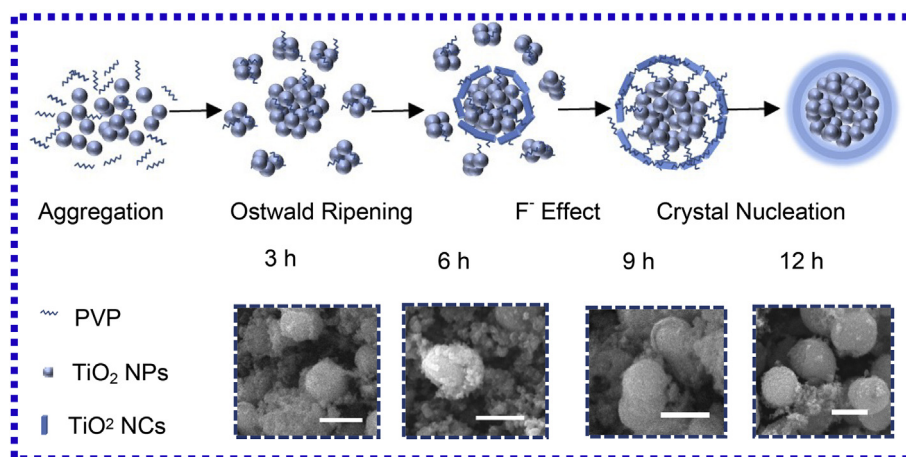 Aggregation Ostwald Ripening F⁻ Effect Crystal Nucleation
3 h 6 h 9 h 12 h
PVP
TiO₂ NPs
TiO² NCs